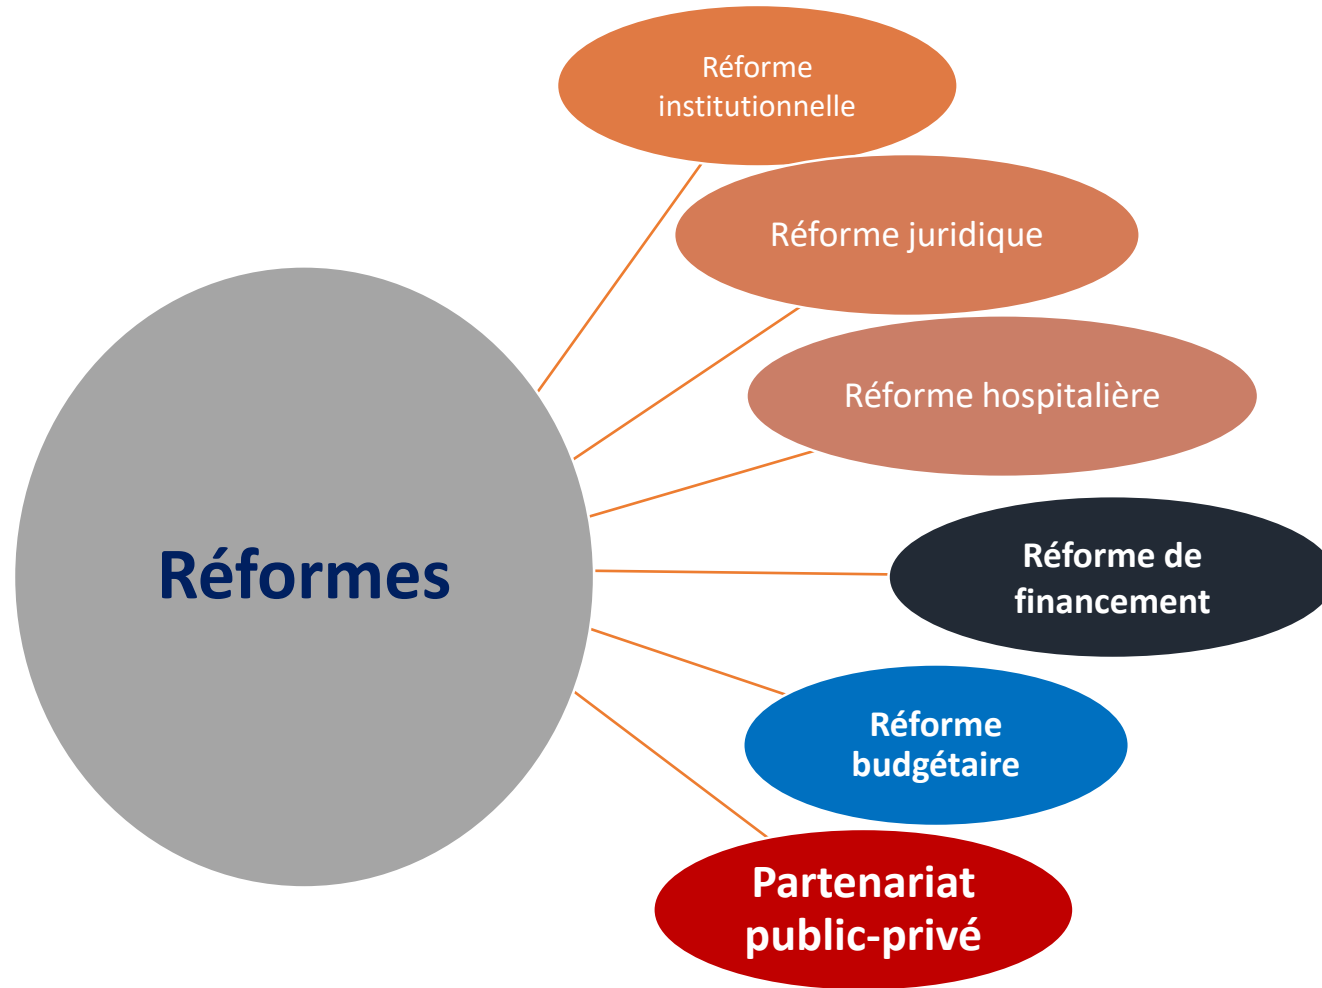 Réforme
institutionnelle
Réforme juridique
Réforme hospitalière
Réformes
Réforme de
financement
Réforme
budgétaire
Partenariat
public-privé